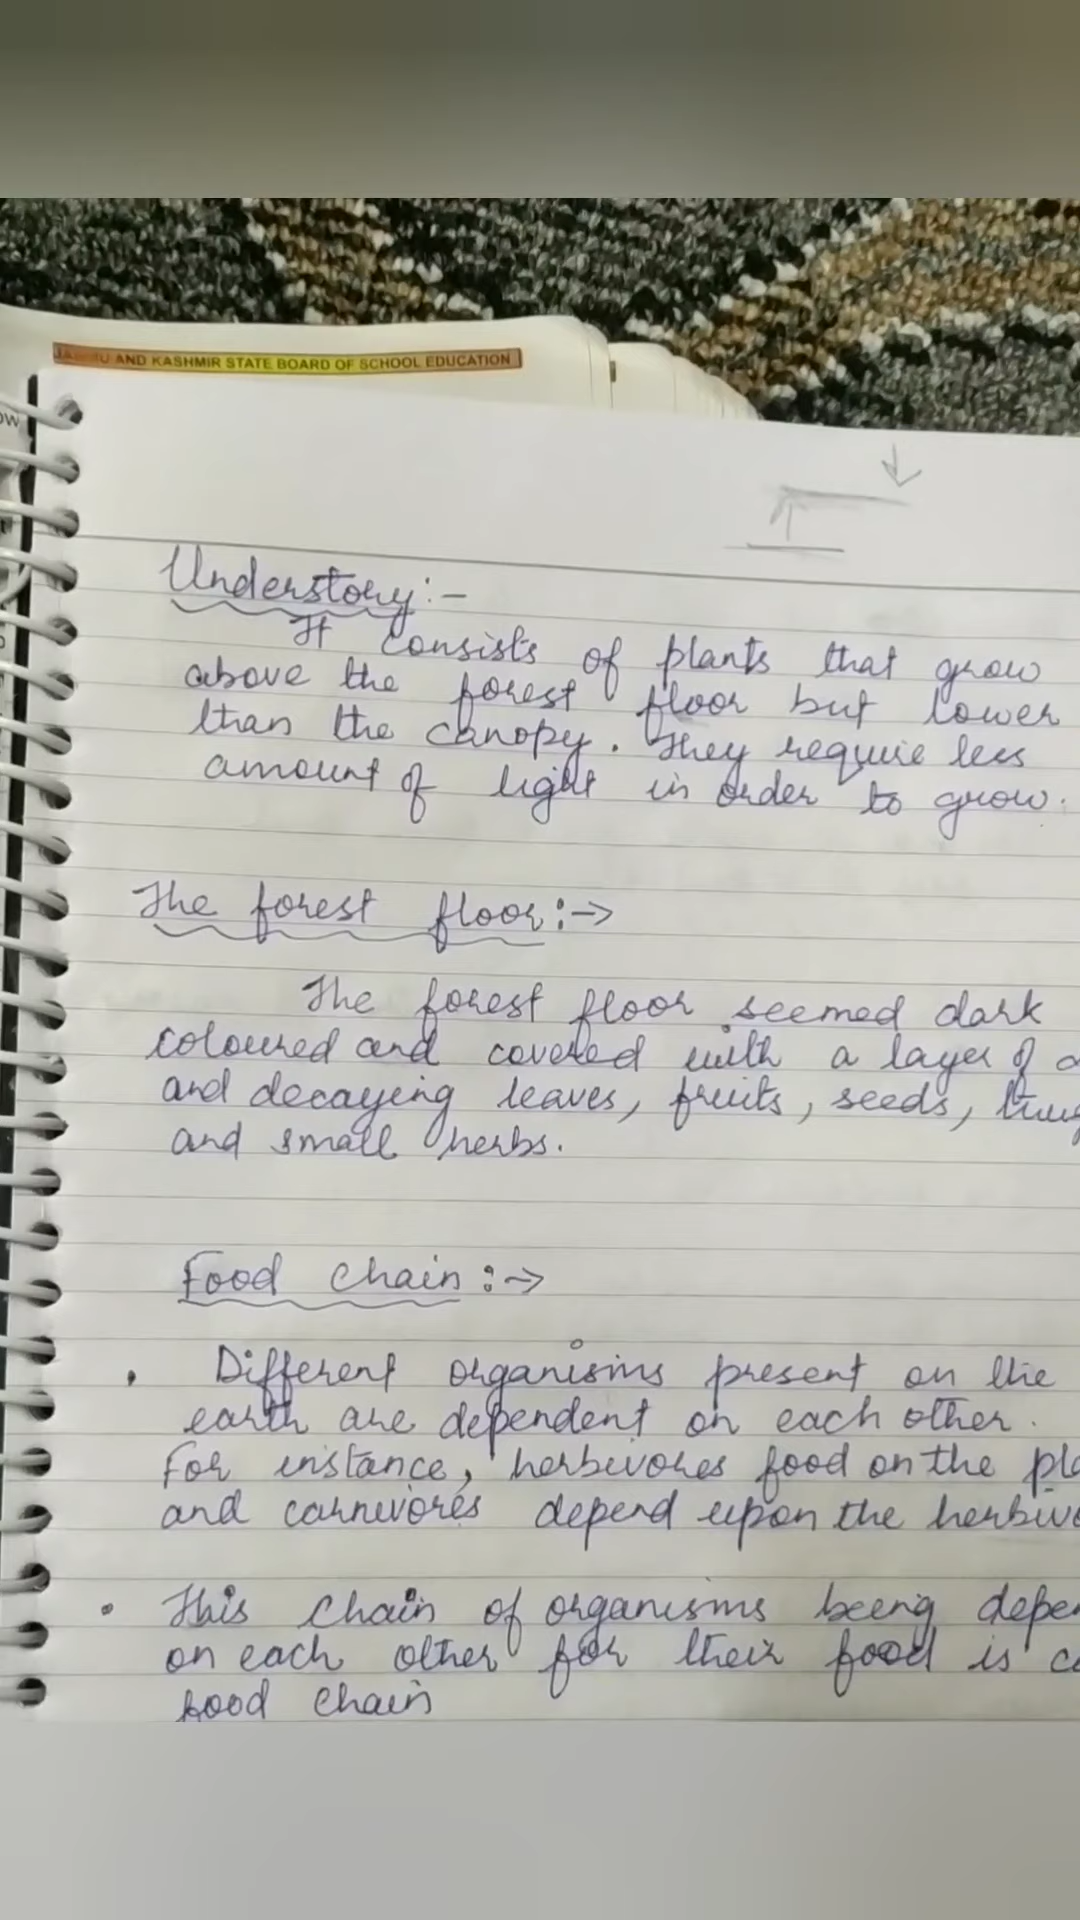 AND KASHMIR STATE BOARD OF SCHOOL EDUCATION
Understory:-
It consists of plants that grow
above the forest floor but lower
than the canopy. They require less
amount of light in order to grow.
The forest floor:->
The forest floor seemed dark
coloured and covered with a layer of
and decaying leaves, fruits, seeds,
and small herbs.
Food chain:->
• Different organisms present on the
earth are dependent on each other.
For instance, herbivores food on the
and carnivores depend upon the
• This chain of organisms being
on each other for their food is
food chain